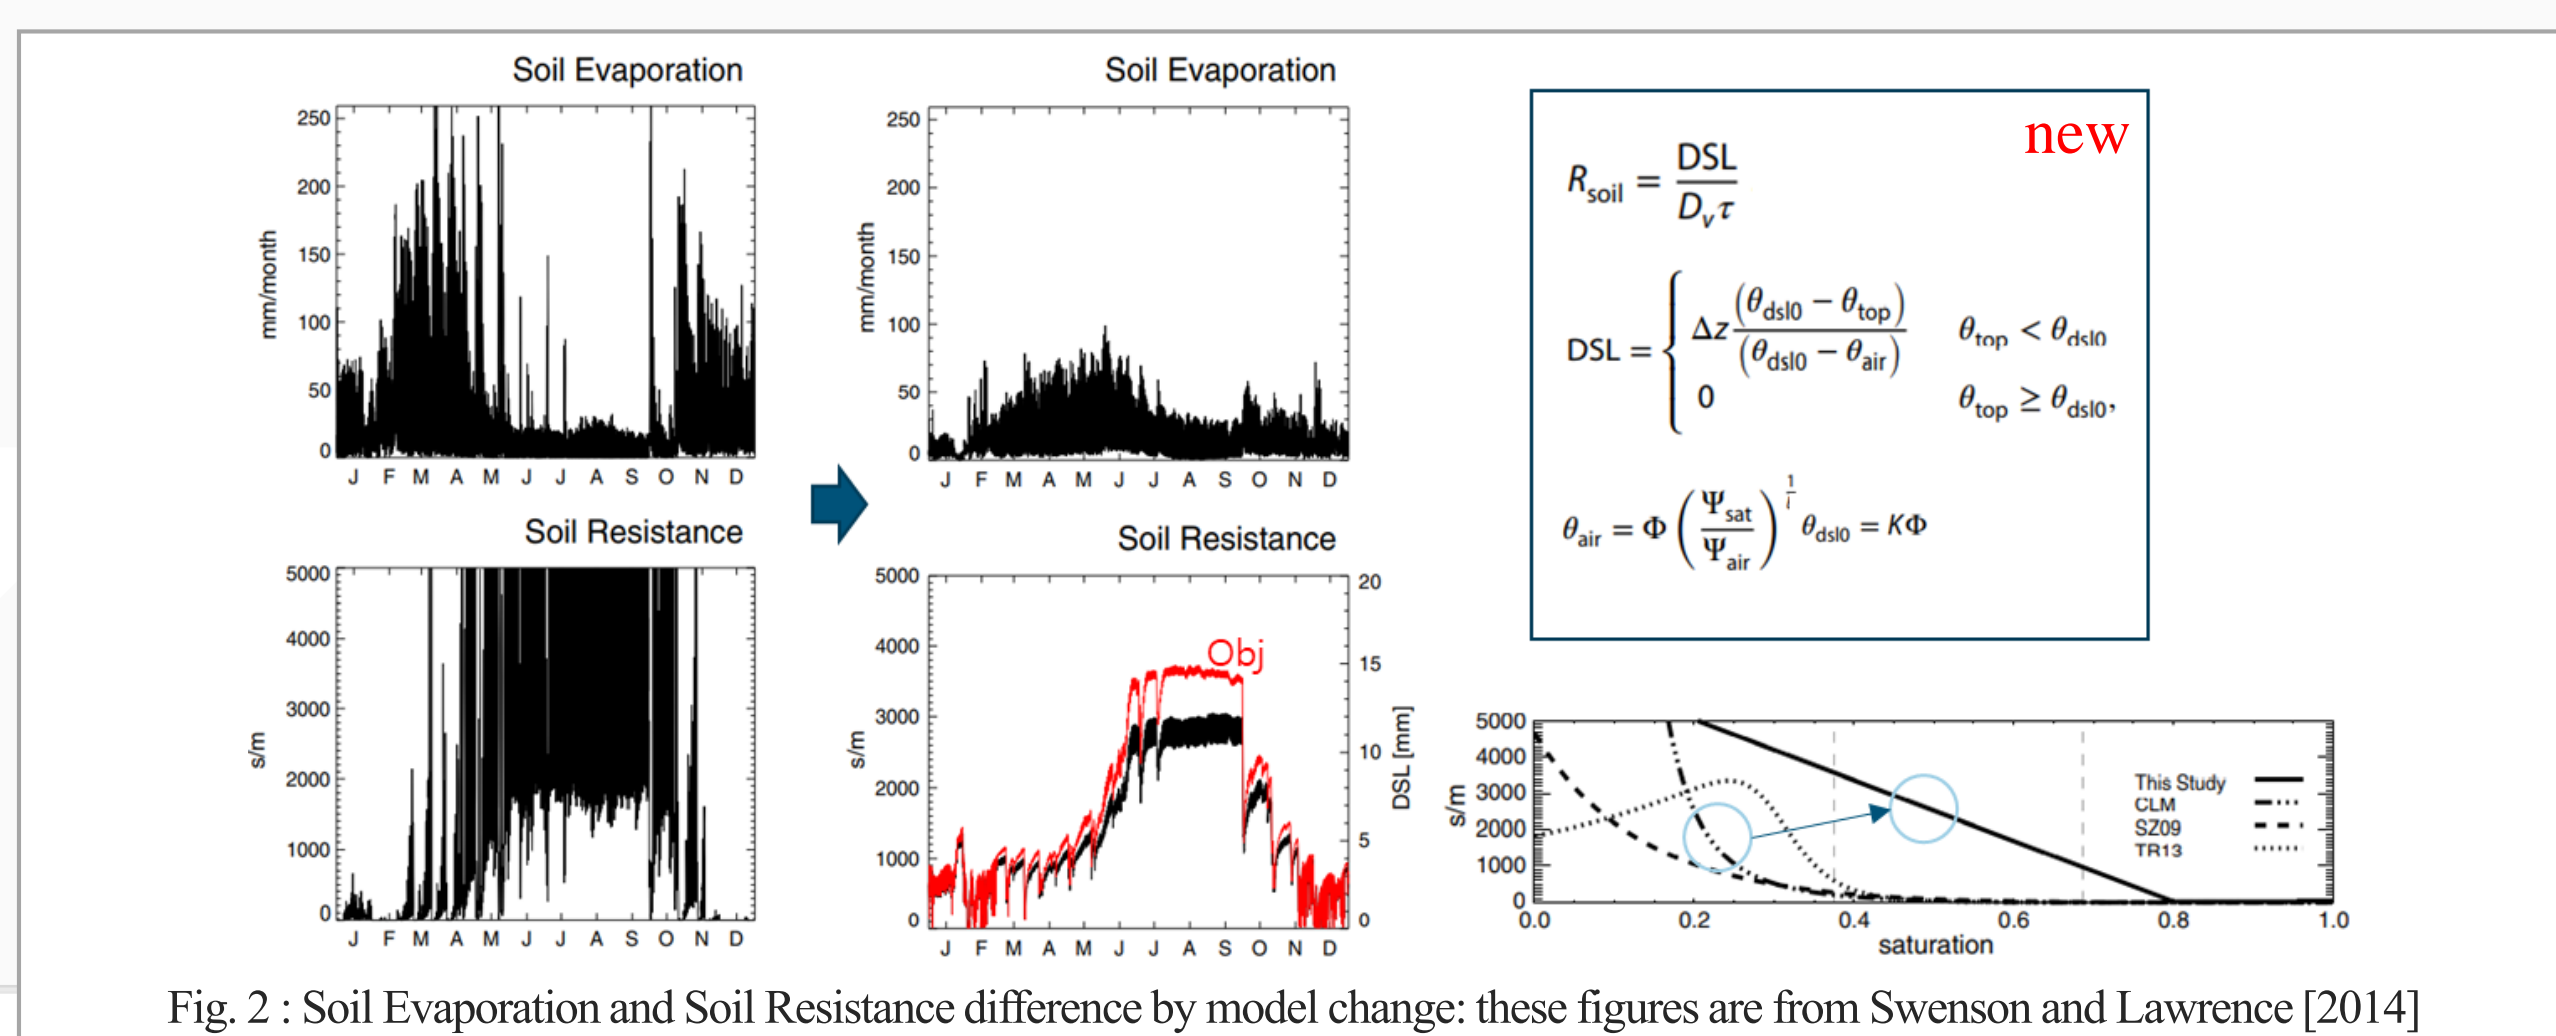 Soil Evaporation
250
200
150
100
50
0
mm/month
J F M A M J J A S O N D
Soil Resistance
5000
4000
3000
2000
1000
0
s/m
J F M A M J J A S O N D
Soil Evaporation
250
200
150
100
50
0
mm/month
J F M A M J J A S O N D
Soil Resistance
5000
4000
3000
2000
1000
0
s/m
Obj
20
15
10
5
0
DSL [mm]
J F M A M J J A S O N D
new
R_soil = DSL / D_v τ
DSL = { Δz (θ_dsl0 − θ_top) / (θ_dsl0 − θ_air) θ_top < θ_dsl0
0 θ_top ≥ θ_dsl0,
θ_air = Φ (Ψ_sat / Ψ_air)^(1/l) θ_dsl0 = KΦ
5000
4000
3000
2000
1000
0
s/m
This Study
CLM
SZ09
TR13
0.0 0.2 0.4 0.6 0.8 1.0
saturation
Fig. 2 : Soil Evaporation and Soil Resistance difference by model change: these figures are from Swenson and Lawrence [2014]